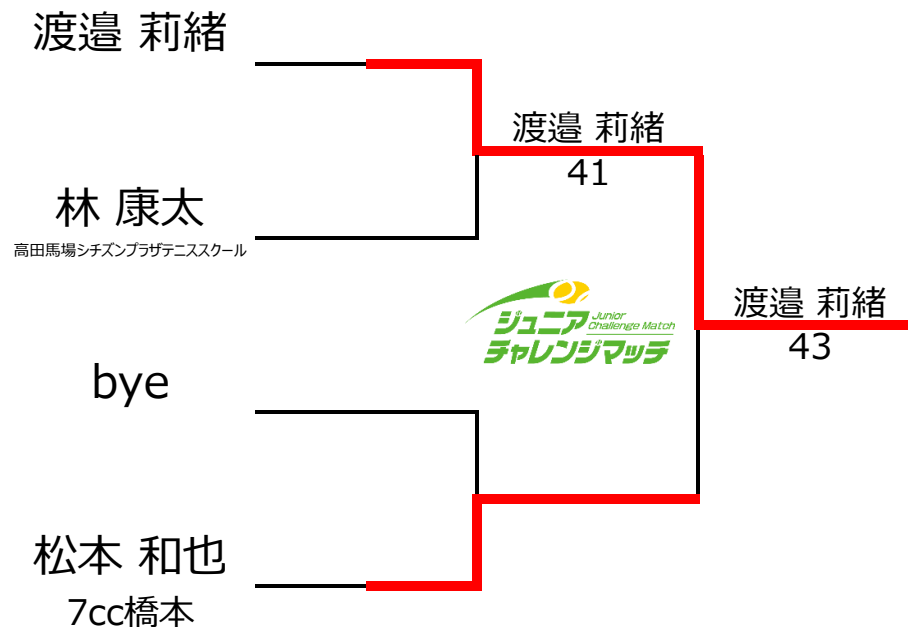 渡邉 莉緒
渡邉 莉緒
41
林 康太
高田馬場シチズンプラザテニススクール
ジュニア Junior
Challenge Match
チャレンジマッチ
渡邉 莉緒
43
bye
松本 和也
7cc橋本